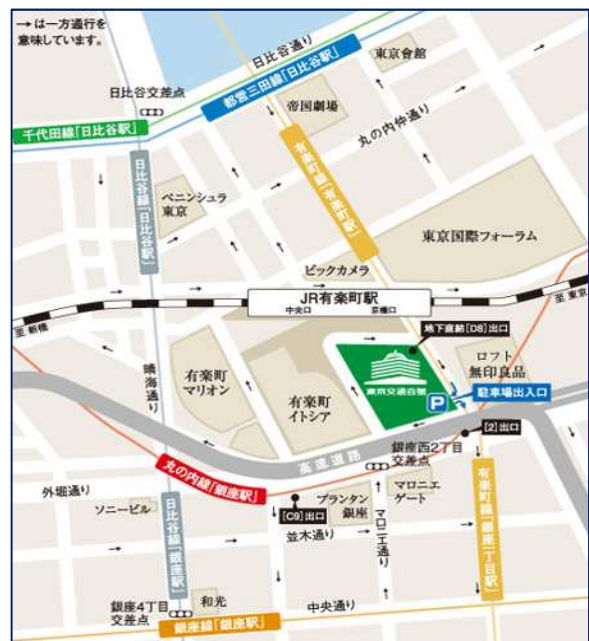 →は一方通行を
意味しています。
日比谷通り
東京會館
日比谷交差点
都営三田線「日比谷駅」
帝国劇場
千代田線「日比谷駅」
丸の内仲通り
日比谷線「日比谷駅」
有楽町線「有楽町駅」
ペニンシュラ
東京
東京国際フォーラム
ビックカメラ
JR有楽町駅
中央口
京橋口
至 新橋
至 東京
地下直結[D8]出口
晴海通り
有楽町
マリオン
有楽町
イトシア
東京交通会館
ロフト
無印良品
P
駐車場出入口
[2]出口
高速道路
銀座西2丁目
交差点
丸の内線「銀座駅」
外堀通り
ソニービル
[C9]出口
プランタン
銀座
マロニエ
ゲート
有楽町線「銀座一丁目駅」
日比谷線「銀座駅」
並木通り
マロニエ通り
和光
銀座4丁目
交差点
中央通り
銀座線「銀座駅」